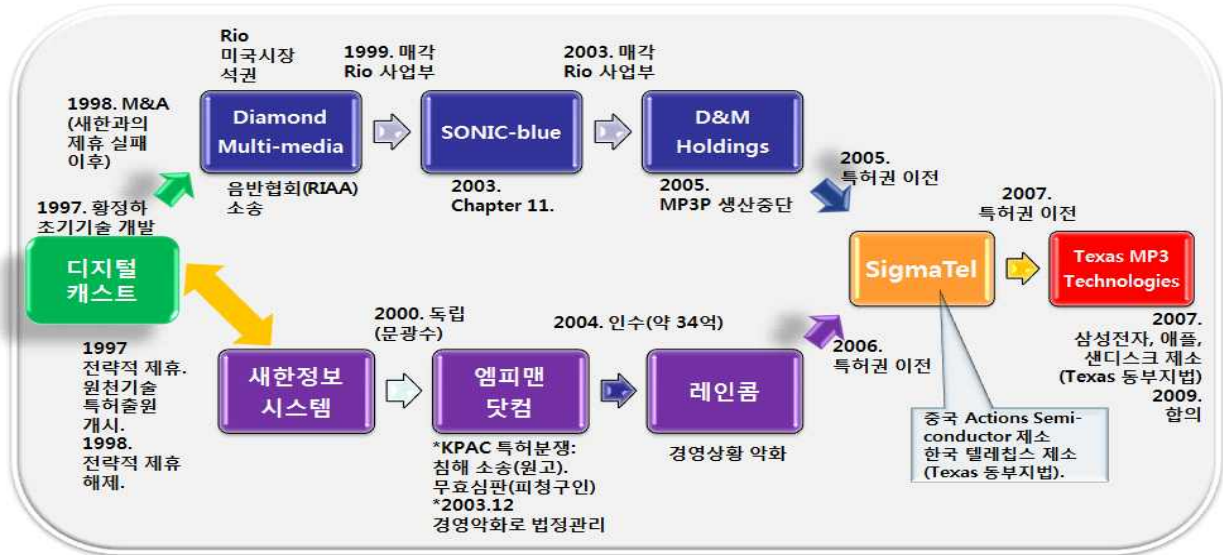 Rio
미국시장
석권
1999. 매각
Rio 사업부
2003. 매각
Rio 사업부
1998. M&A
(새한과의
제휴 실패
이후)
Diamond
Multi-media
SONIC-blue
D&M
Holdings
음반협회(RIAA)
소송
2003.
Chapter 11.
2005.
MP3P 생산중단
2005.
특허권 이전
2007.
특허권 이전
1997. 황정하
초기기술 개발
디지털
캐스트
SigmaTel
Texas MP3
Technologies
2000. 독립
(문광수)
2004. 인수(약 34억)
2006.
특허권 이전
1997
전략적 제휴.
원천기술
특허출원
개시.
1998.
전략적 제휴
해제.
새한정보
시스템
엠피맨
닷컴
레인콤
*KPAC 특허분쟁:
침해 소송(원고).
무효심판(피청구인)
*2003.12
경영악화로 법정관리
경영상황 악화
중국 Actions Semi-
conductor 제소
한국 텔레칩스 제소
(Texas 동부지법).
2007.
삼성전자, 애플,
샌디스크 제소
(Texas 동부지법)
2009.
합의